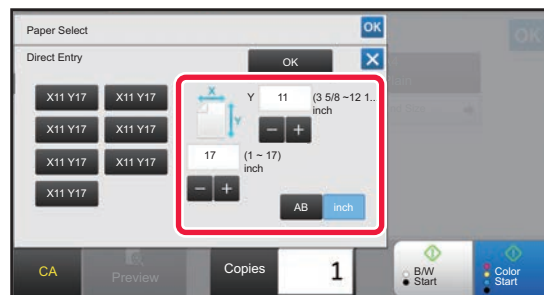 Paper Select
OK
OK
Direct Entry
OK
X11 Y17 X11 Y17
X11 Y17 X11 Y17
X11 Y17 X11 Y17
X11 Y17
X
Y
Y 11 (3 5/8 ~12 1..
inch
17 (1 ~ 17)
inch
AB inch
CA
Preview
Copies 1
B/W
Start
Color
Start